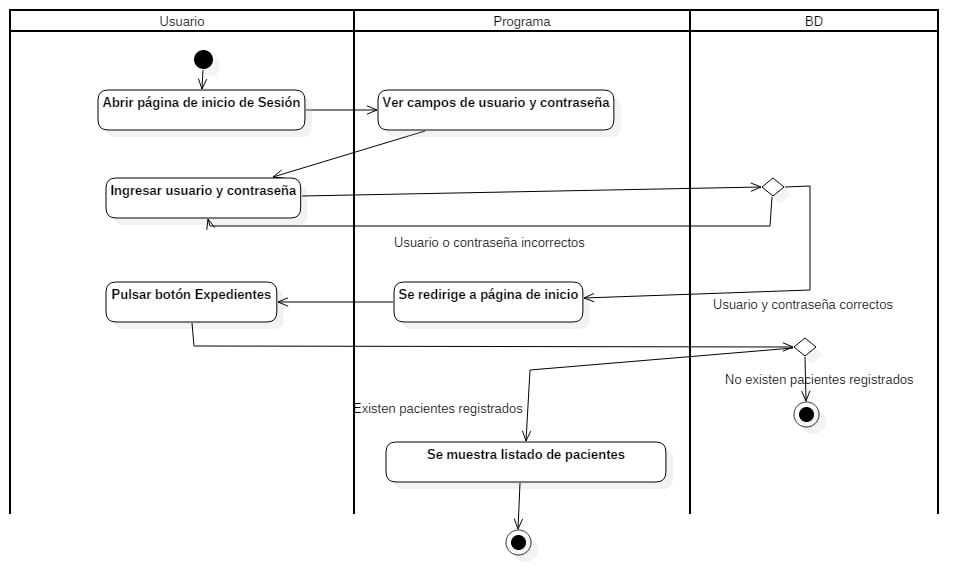 Usuario
Programa
BD
Abrir página de inicio de Sesión
Ver campos de usuario y contraseña
Ingresar usuario y contraseña
Usuario o contraseña incorrectos
Pulsar botón Expedientes
Se redirige a página de inicio
Usuario y contraseña correctos
No existen pacientes registrados
Existen pacientes registrados
Se muestra listado de pacientes